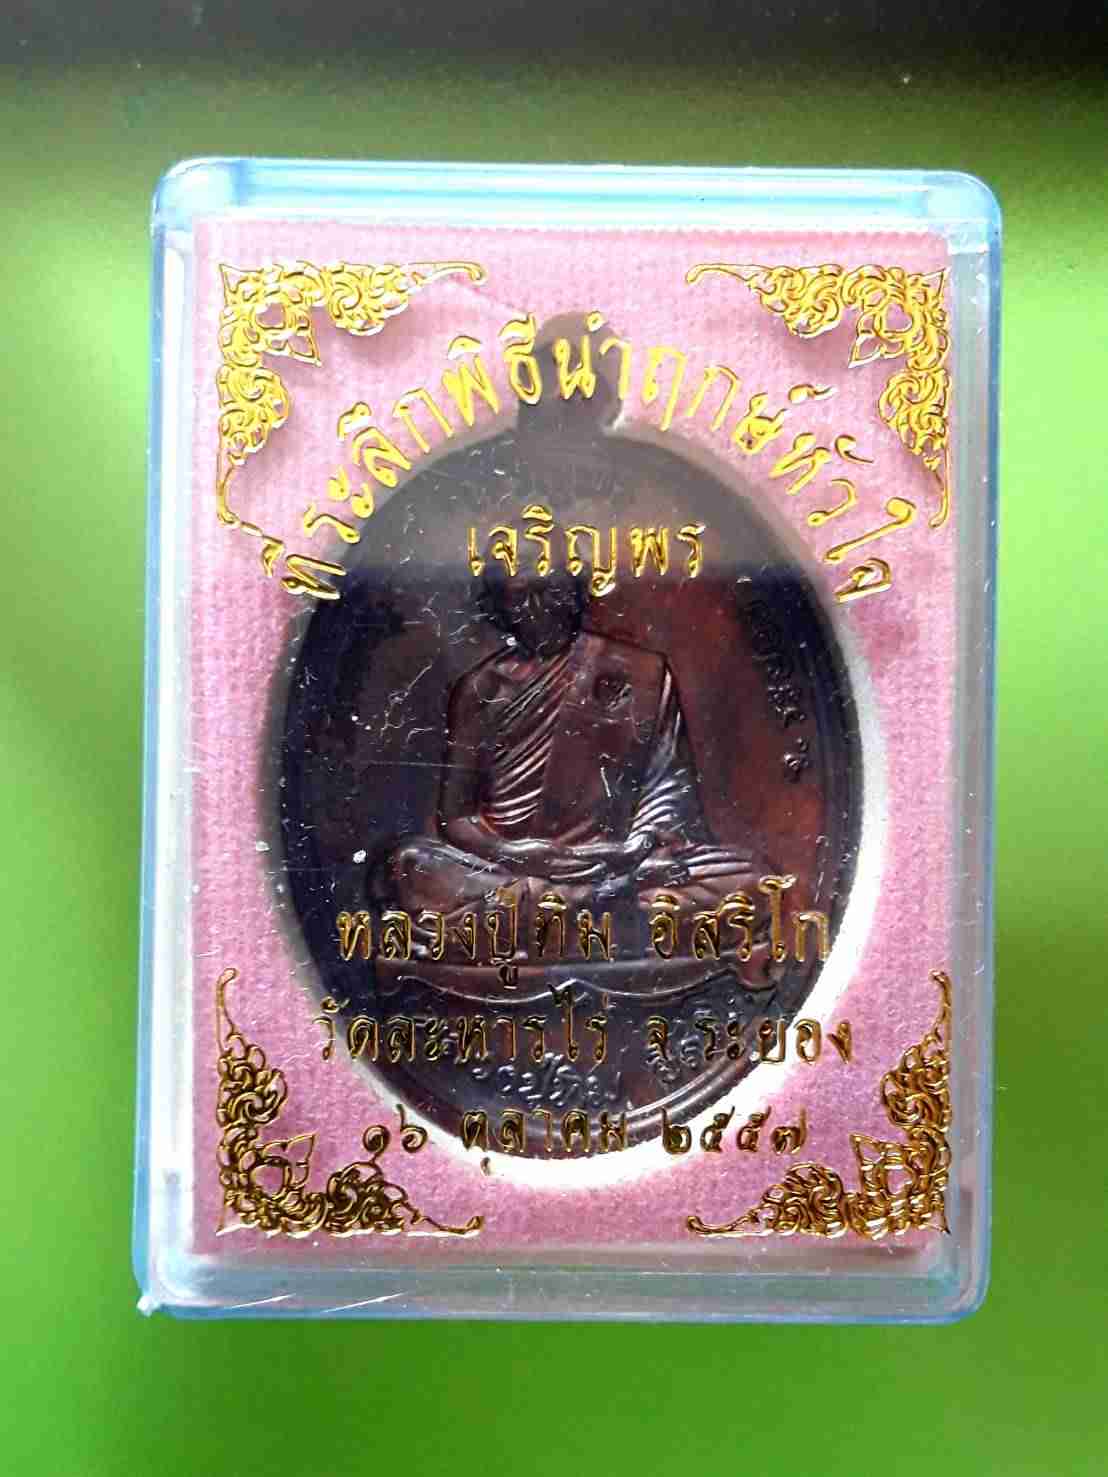 ที่ระลึกพิธีนำฤกษ์หัวใจ
เจริญพร
หลวงปู่ทิม อิสริโก
วัดละหารไร่ จ.ระยอง
๑๖ ตุลาคม ๒๕๕๗